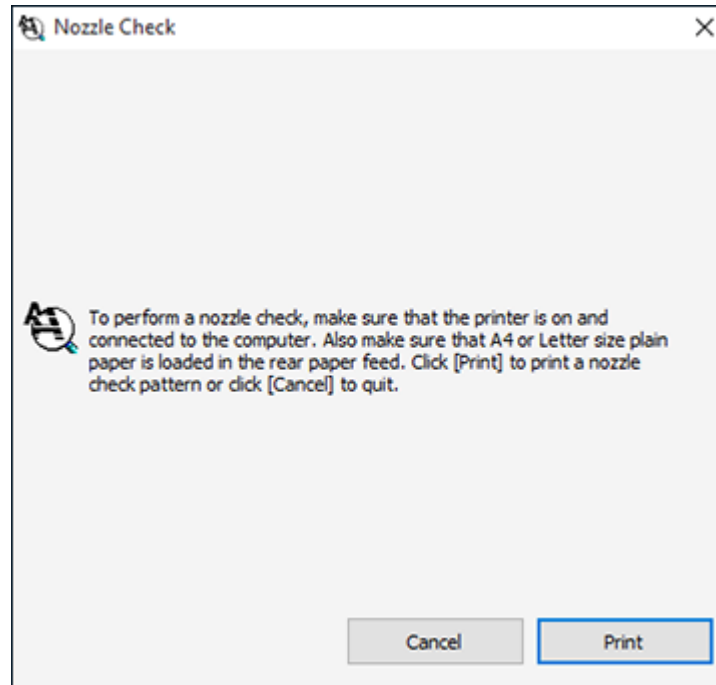 Nozzle Check
To perform a nozzle check, make sure that the printer is on and
connected to the computer. Also make sure that A4 or Letter size plain
paper is loaded in the rear paper feed. Click [Print] to print a nozzle
check pattern or click [Cancel] to quit.
Cancel
Print